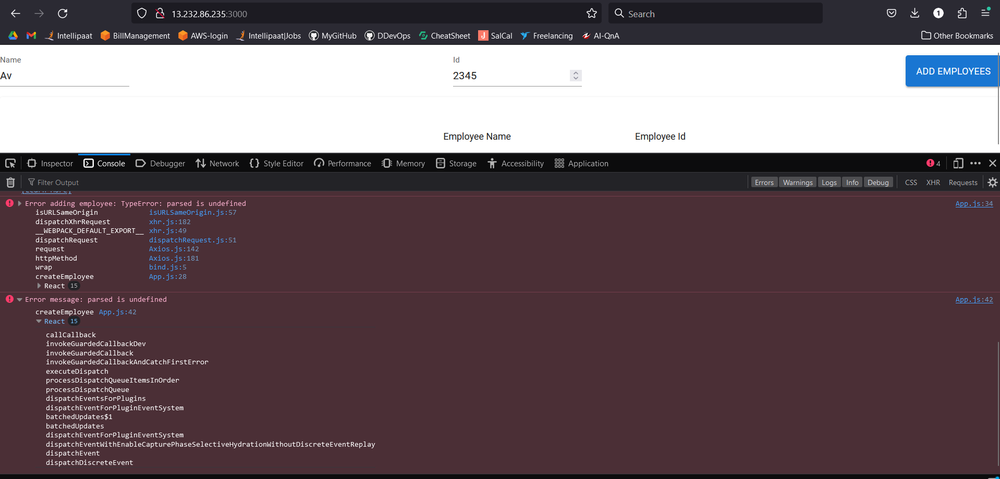 13.232.86.235:3000
Search
1
Intellipaat
BillManagement
AWS-login
Intellipaat|Jobs
MyGitHub
DDevOps
CheatSheet
J
SalCal
Freelancing
AI-QnA
Other Bookmarks
Name
Id
Av
2345
ADD EMPLOYEES
Employee Name
Employee Id
Inspector
Console
Debugger
Network
Style Editor
Performance
Memory
Storage
Accessibility
Application
4
Filter Output
Errors
Warnings
Logs
Info
Debug
CSS
XHR
Requests
[Learn More]
Error adding employee: TypeError: parsed is undefined App.js:34
isURLSameOrigin isURLSameOrigin.js:57
dispatchXhrRequest xhr.js:182
__WEBPACK_DEFAULT_EXPORT__ xhr.js:49
dispatchRequest dispatchRequest.js:51
request Axios.js:142
httpMethod Axios.js:181
wrap bind.js:5
createEmployee App.js:28
React 15
Error message: parsed is undefined App.js:42
createEmployee App.js:42
React 15
callCallback
invokeGuardedCallbackDev
invokeGuardedCallback
invokeGuardedCallbackAndCatchFirstError
executeDispatch
processDispatchQueueItemsInOrder
processDispatchQueue
dispatchEventsForPlugins
dispatchEventForPluginEventSystem
batchedUpdates$1
batchedUpdates
dispatchEventForPluginEventSystem
dispatchEventWithEnableCapturePhaseSelectiveHydrationWithoutDiscreteEventReplay
dispatchEvent
dispatchDiscreteEvent